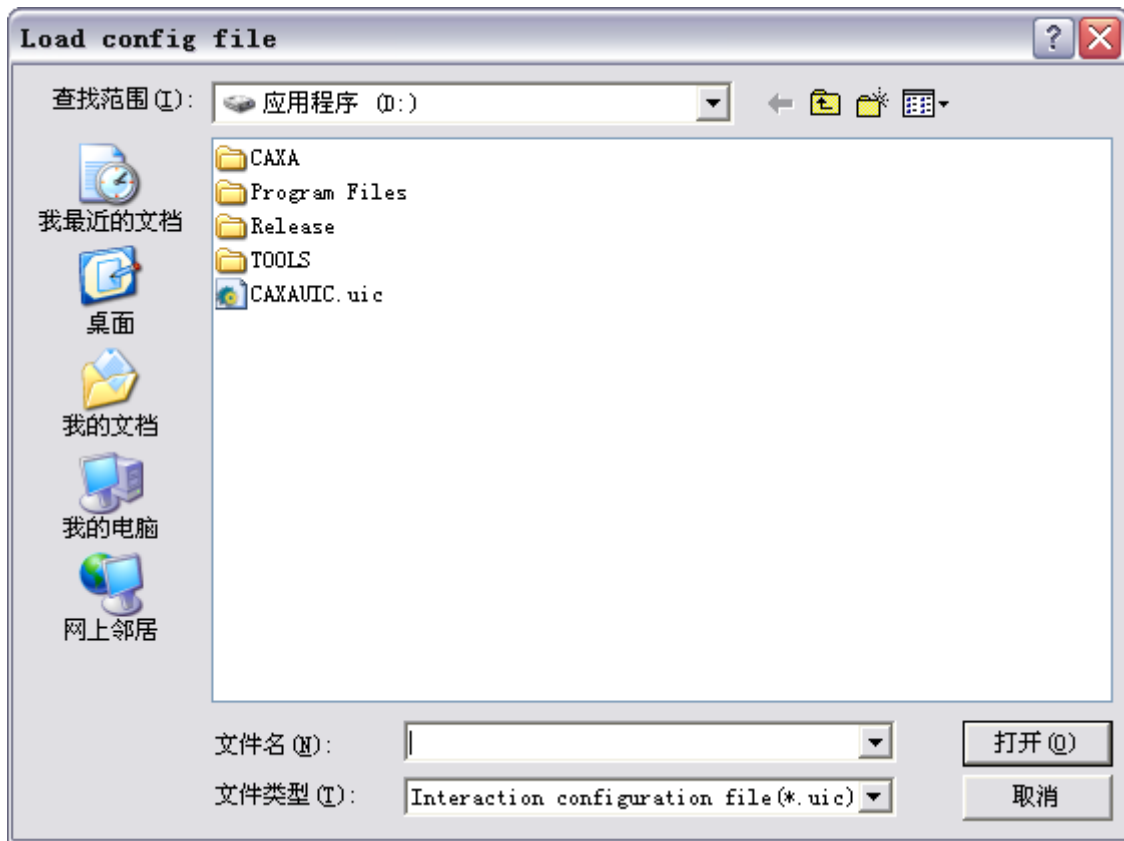 Load config file
查找范围(I):
应用程序 (D:)
CAXA
Program Files
Release
TOOLS
CAXAUIC.uic
我最近的文档
桌面
我的文档
我的电脑
网上邻居
文件名(N):
打开(O)
文件类型(T):
Interaction configuration file(*.uic)
取消